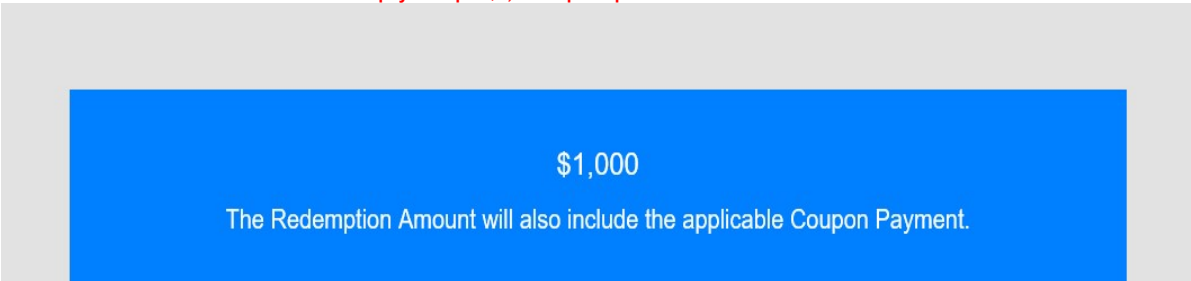 $1,000
The Redemption Amount will also include the applicable Coupon Payment.